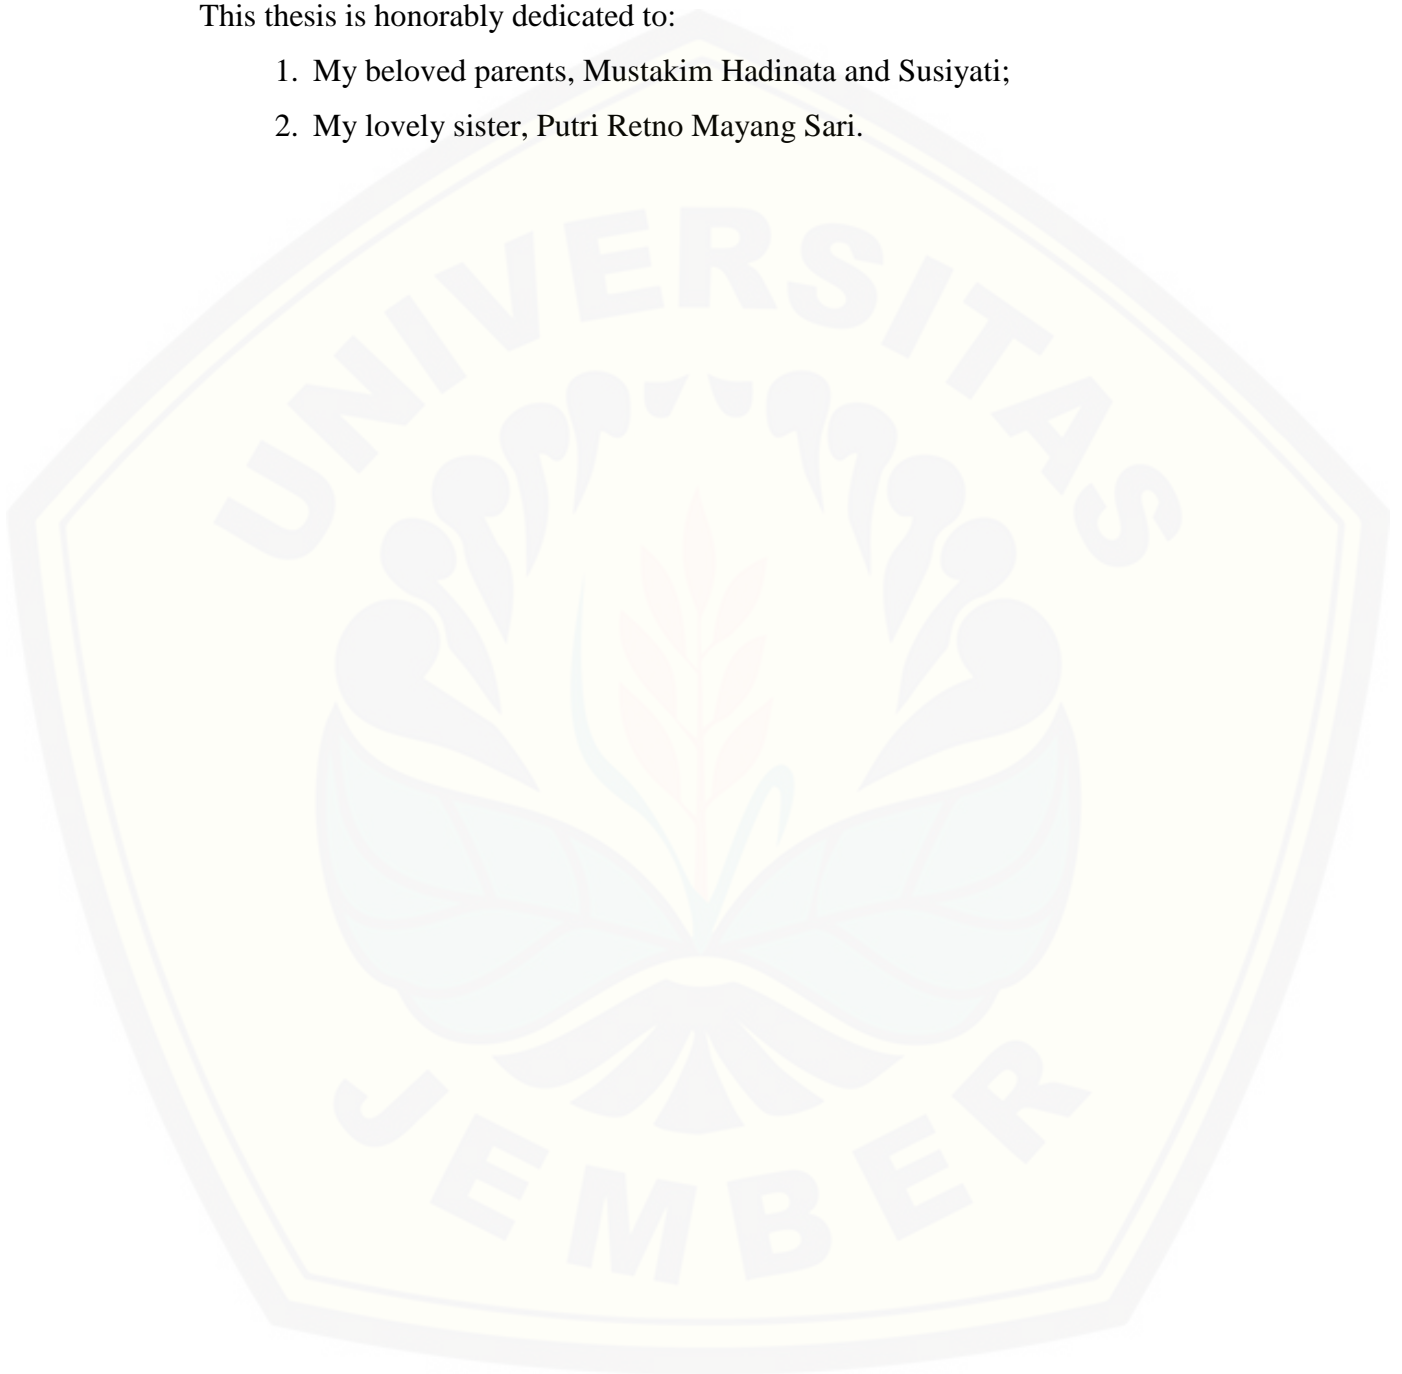 This thesis is honorably dedicated to:
1. My beloved parents, Mustakim Hadinata and Susiyati;
2. My lovely sister, Putri Retno Mayang Sari.
UNIVERSITAS
JEMBER